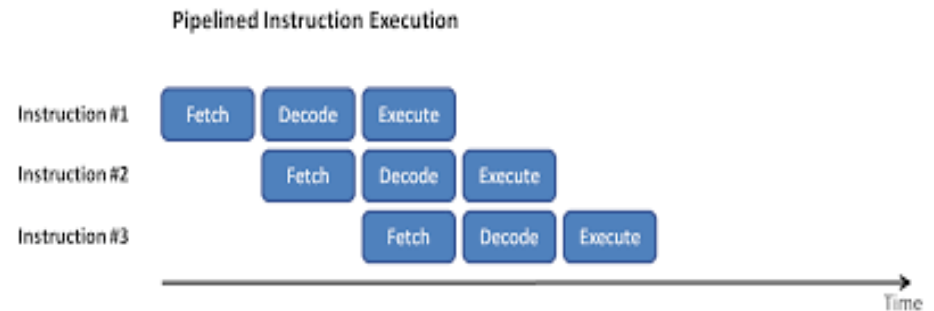 Pipelined Instruction Execution
Instruction #1 Fetch Decode Execute
Instruction #2 Fetch Decode Execute
Instruction #3 Fetch Decode Execute
Time